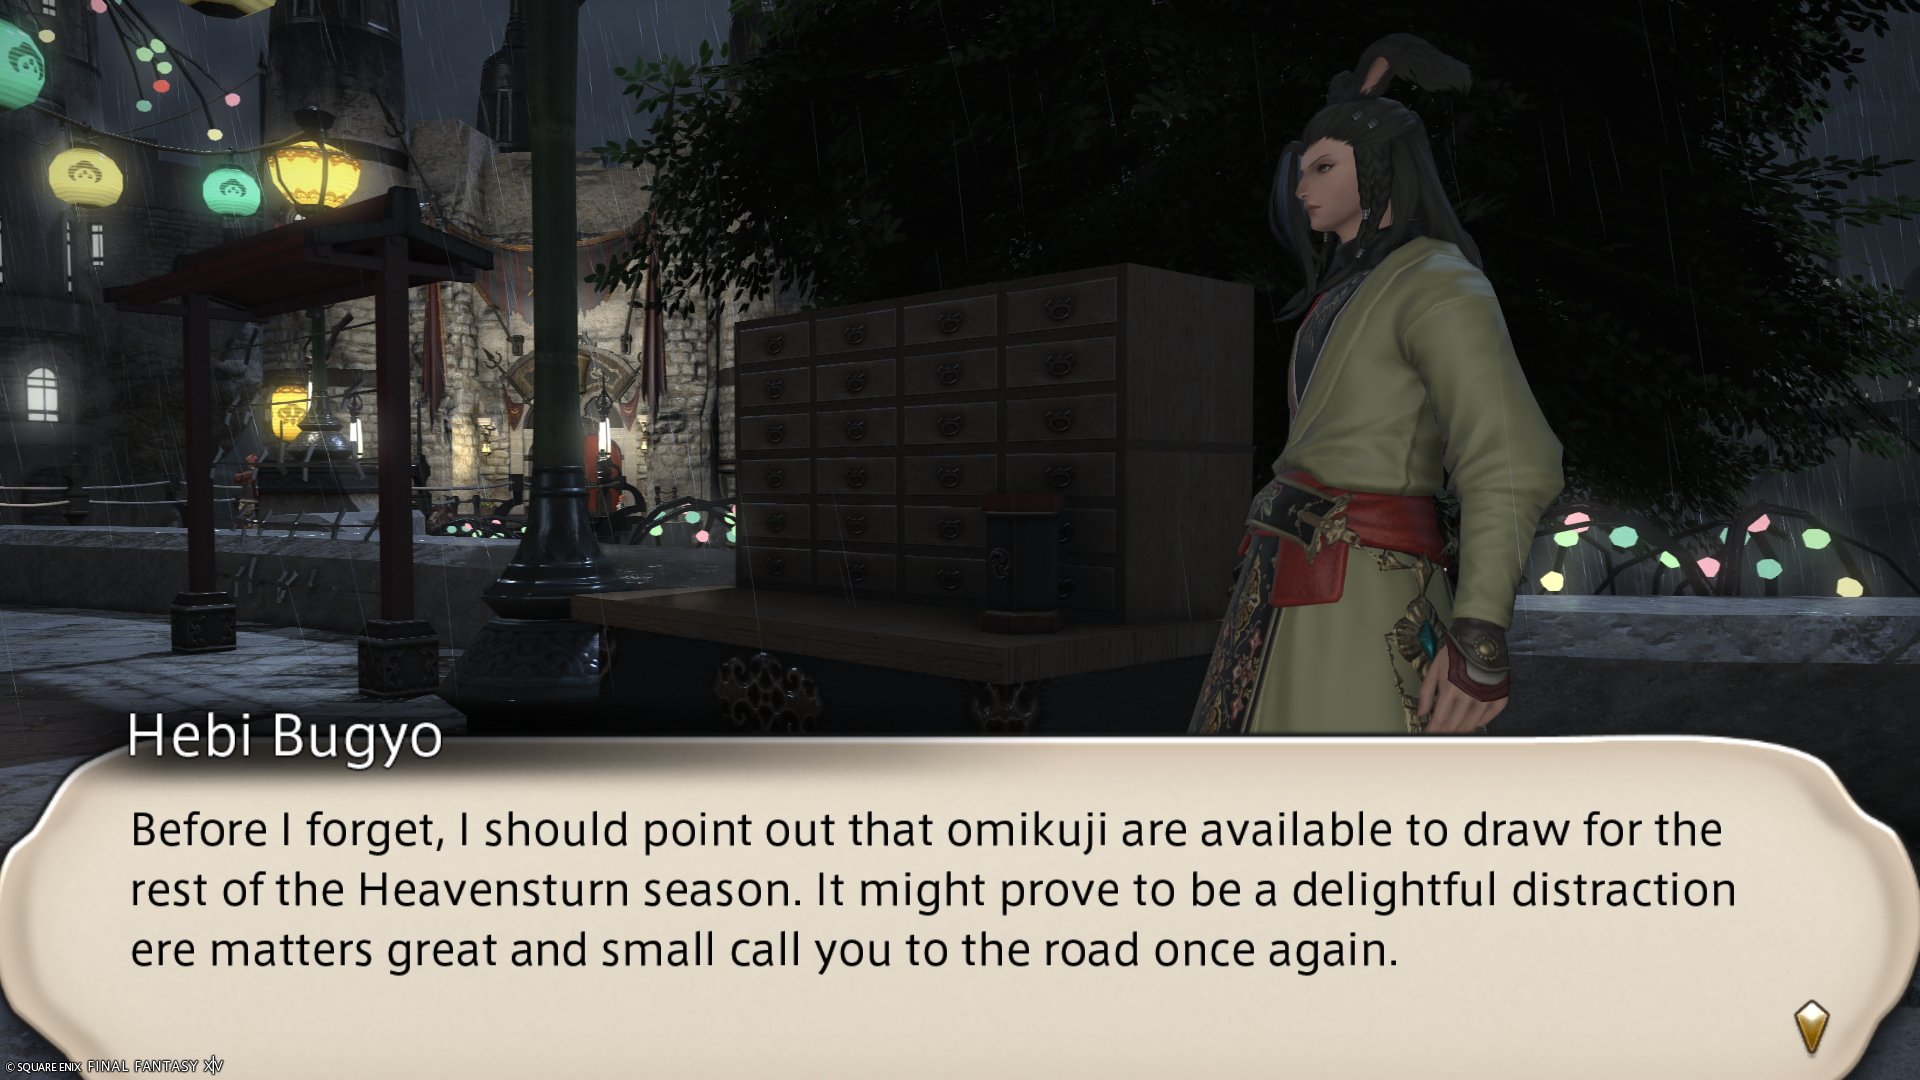 Hebi Bugyo
Before I forget, I should point out that omikuji are available to draw for the
rest of the Heavensturn season. It might prove to be a delightful distraction
ere matters great and small call you to the road once again.
© SQUARE ENIX FINAL FANTASY XIV